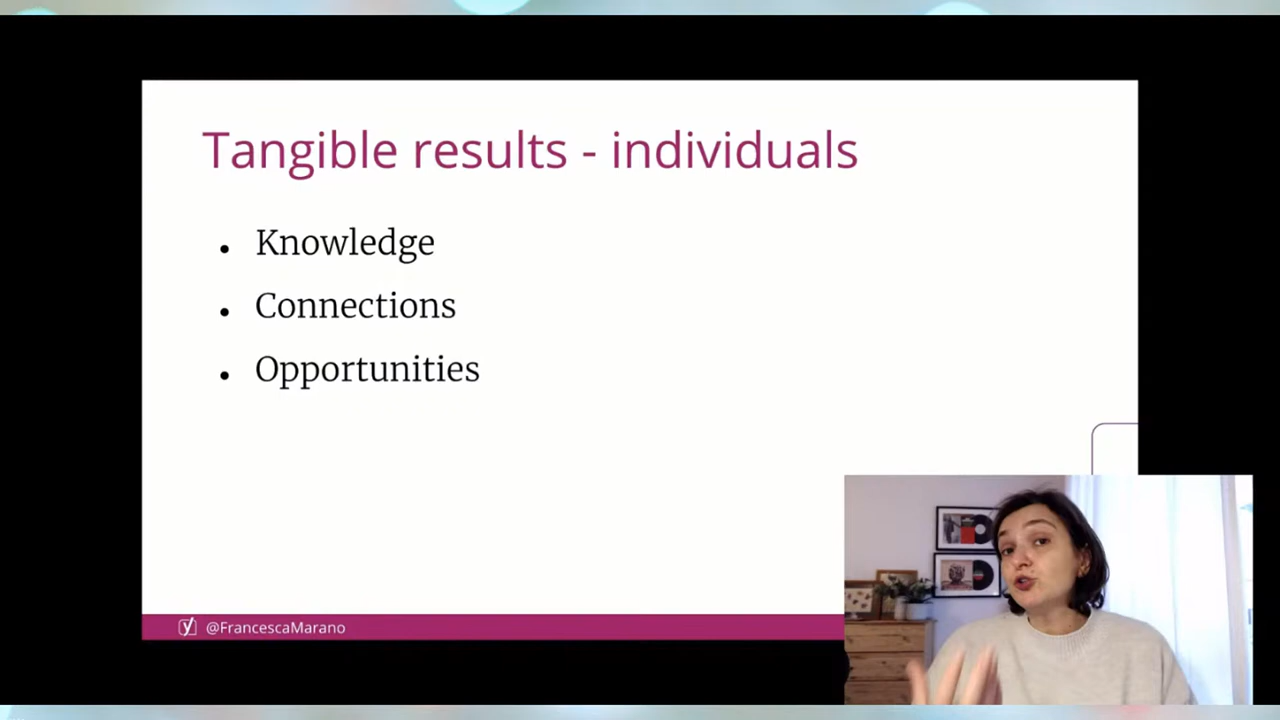 Tangible results - individuals
• Knowledge
• Connections
• Opportunities
@FrancescaMarano